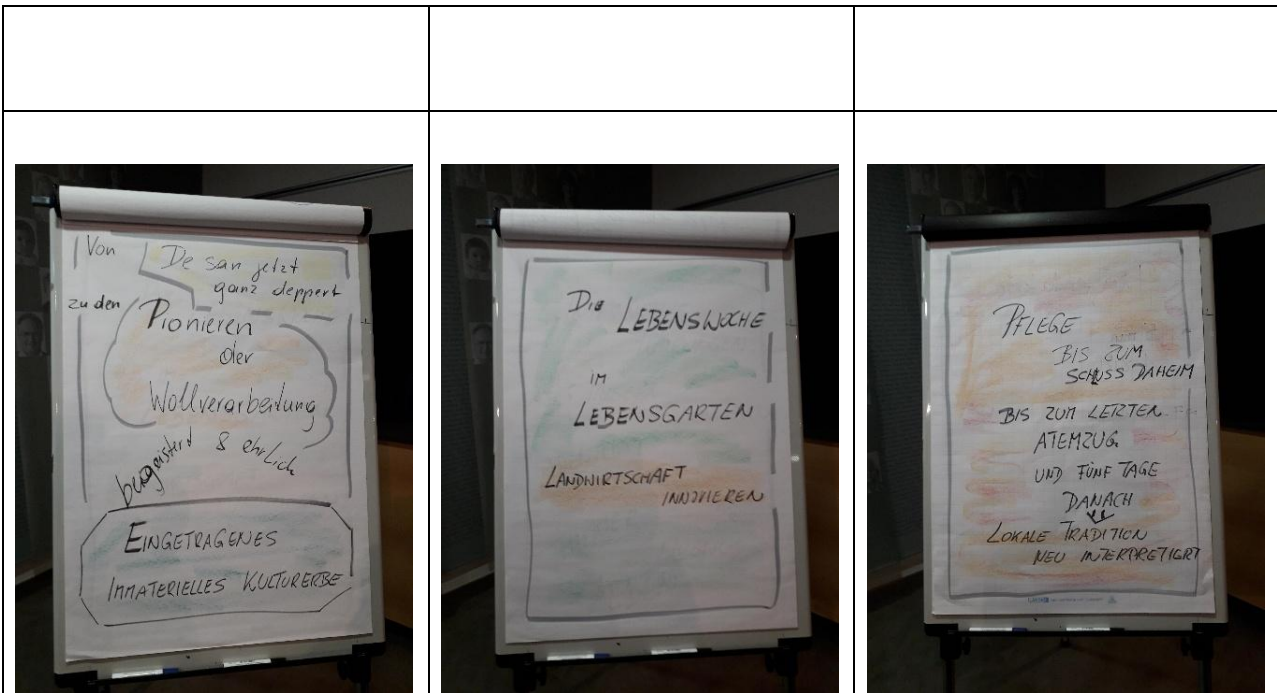 Von
De san jetzt
ganz deppert
zu den
Pionieren
der
Wollverarbeitung
begeistert & ehrlich
EINGETRAGENES
IMMATERIELLES KULTURERBE
DIE LEBENSWOCHE
IM
LEBENSGARTEN
LANDWIRTSCHAFT
INNOVIEREN
PFLEGE
BIS ZUM
SCHLUSS DAHEIM
BIS ZUM LETZTEN
ATEMZUG
UND FÜNF TAGE
DANACH
LOKALE TRADITION
NEU INTERPRETIERT